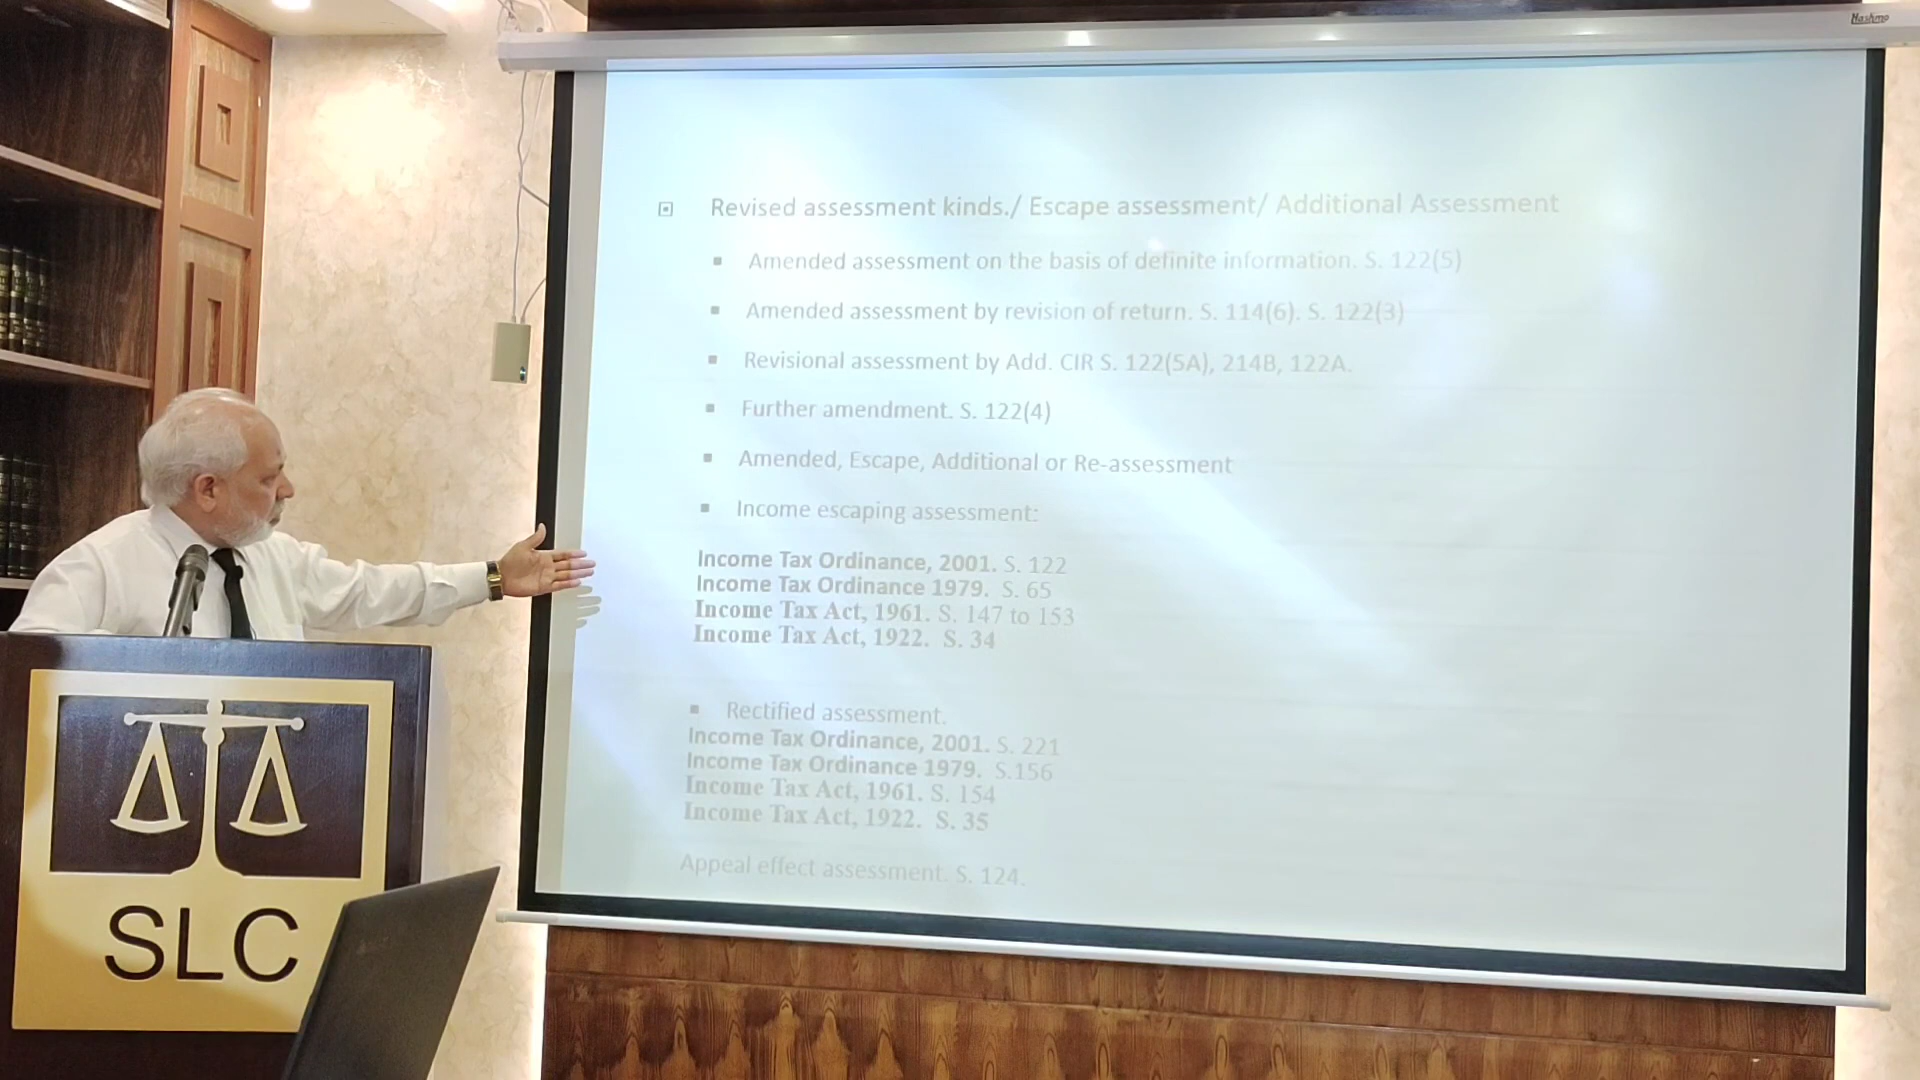 Nashmo
Revised assessment kinds./ Escape assessment/ Additional Assessment
Amended assessment on the basis of definite information. S. 122(5)
Amended assessment by revision of return. S. 114(6). S. 122(3)
Revisional assessment by Add. CIR S. 122(5A), 214B, 122A.
Further amendment. S. 122(4)
Amended, Escape, Additional or Re-assessment
Income escaping assessment:
Income Tax Ordinance, 2001. S. 122
Income Tax Ordinance 1979. S. 65
Income Tax Act, 1961. S. 147 to 153
Income Tax Act, 1922. S. 34
Rectified assessment.
Income Tax Ordinance, 2001. S. 221
Income Tax Ordinance 1979. S.156
Income Tax Act, 1961. S. 154
Income Tax Act, 1922. S. 35
Appeal effect assessment. S. 124.
SLC